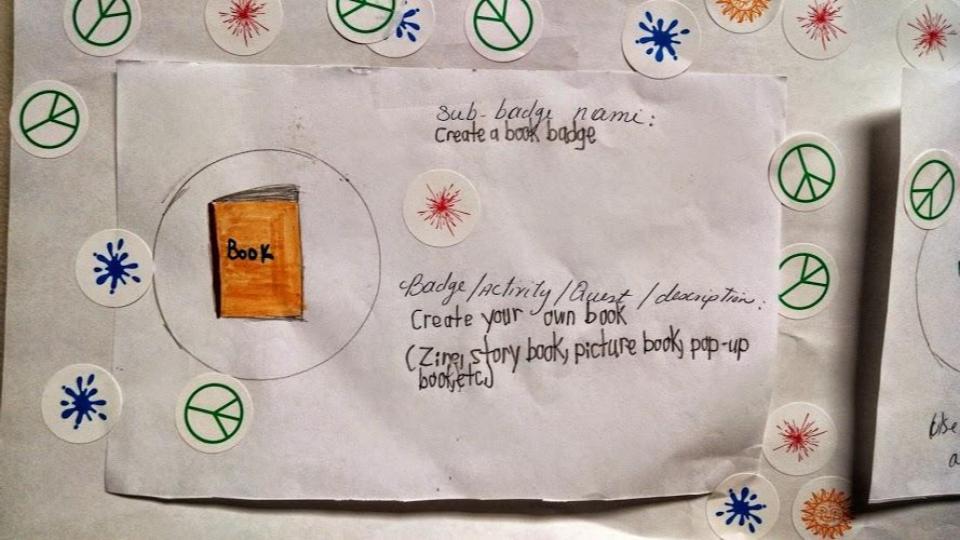 Sub-badge name:
Create a book badge
BOOK
Badge/Activity/Quest/description:
Create your own book
(Zine, story book, picture book, pop-up
book, etc)
Use
a